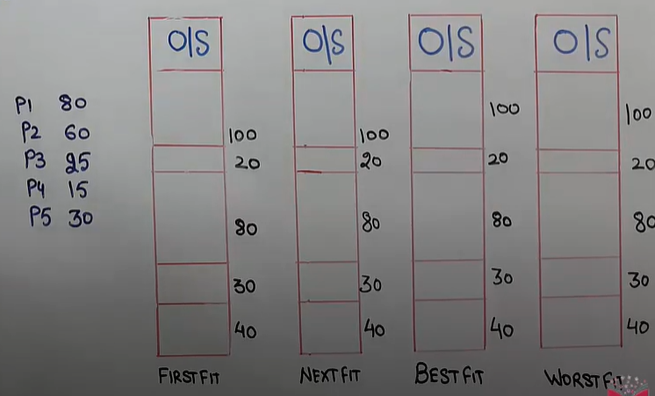 O|S O|S O|S O|S
P1 80
P2 60
P3 25
P4 15
P5 30
100 100 100 100
20 20 20 20
80 80 80 80
30 30 30 30
40 40 40 40
FIRST FIT NEXT FIT BEST FIT WORST FIT